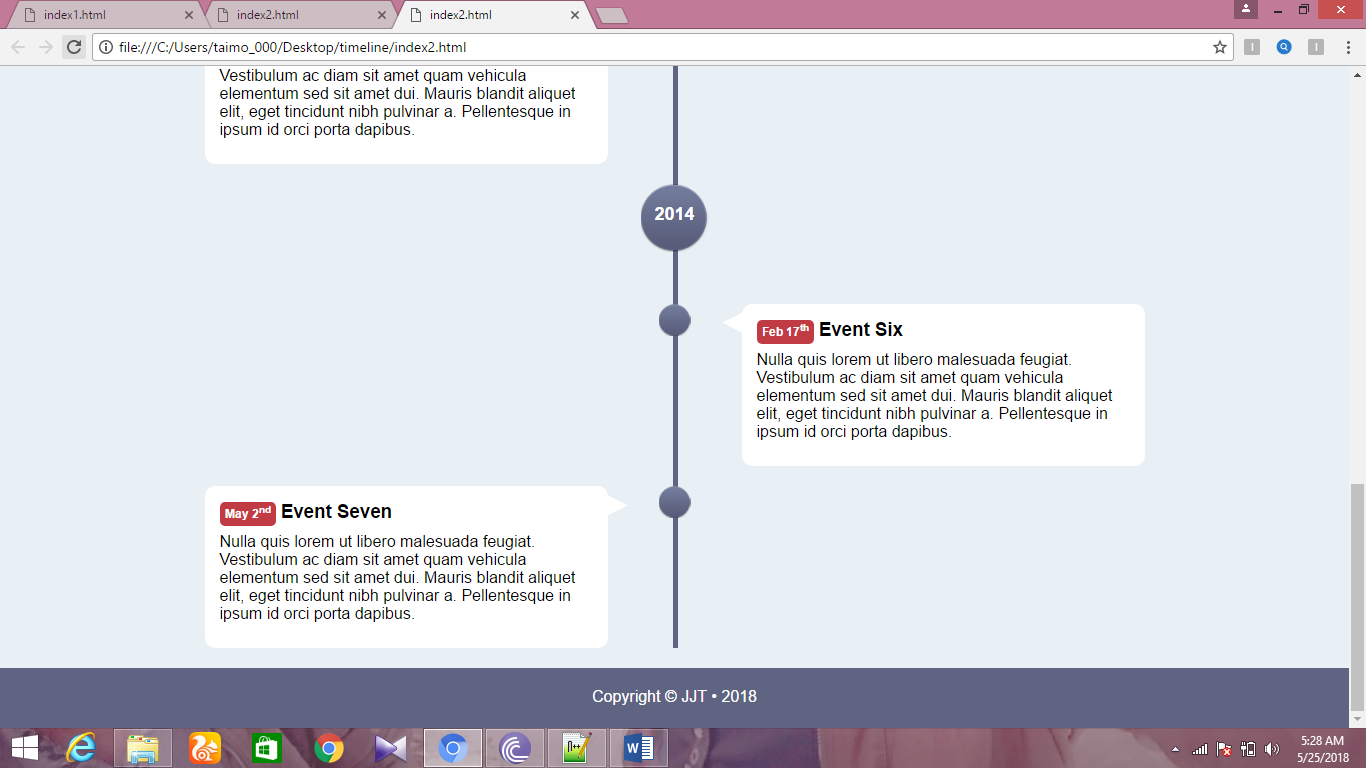 index1.html
index2.html
index2.html
file:///C:/Users/taimo_000/Desktop/timeline/index2.html
Vestibulum ac diam sit amet quam vehicula
elementum sed sit amet dui. Mauris blandit aliquet
elit, eget tincidunt nibh pulvinar a. Pellentesque in
ipsum id orci porta dapibus.
2014
Feb 17th Event Six
Nulla quis lorem ut libero malesuada feugiat.
Vestibulum ac diam sit amet quam vehicula
elementum sed sit amet dui. Mauris blandit aliquet
elit, eget tincidunt nibh pulvinar a. Pellentesque in
ipsum id orci porta dapibus.
May 2nd Event Seven
Nulla quis lorem ut libero malesuada feugiat.
Vestibulum ac diam sit amet quam vehicula
elementum sed sit amet dui. Mauris blandit aliquet
elit, eget tincidunt nibh pulvinar a. Pellentesque in
ipsum id orci porta dapibus.
Copyright © JJT • 2018
5:28 AM
5/25/2018